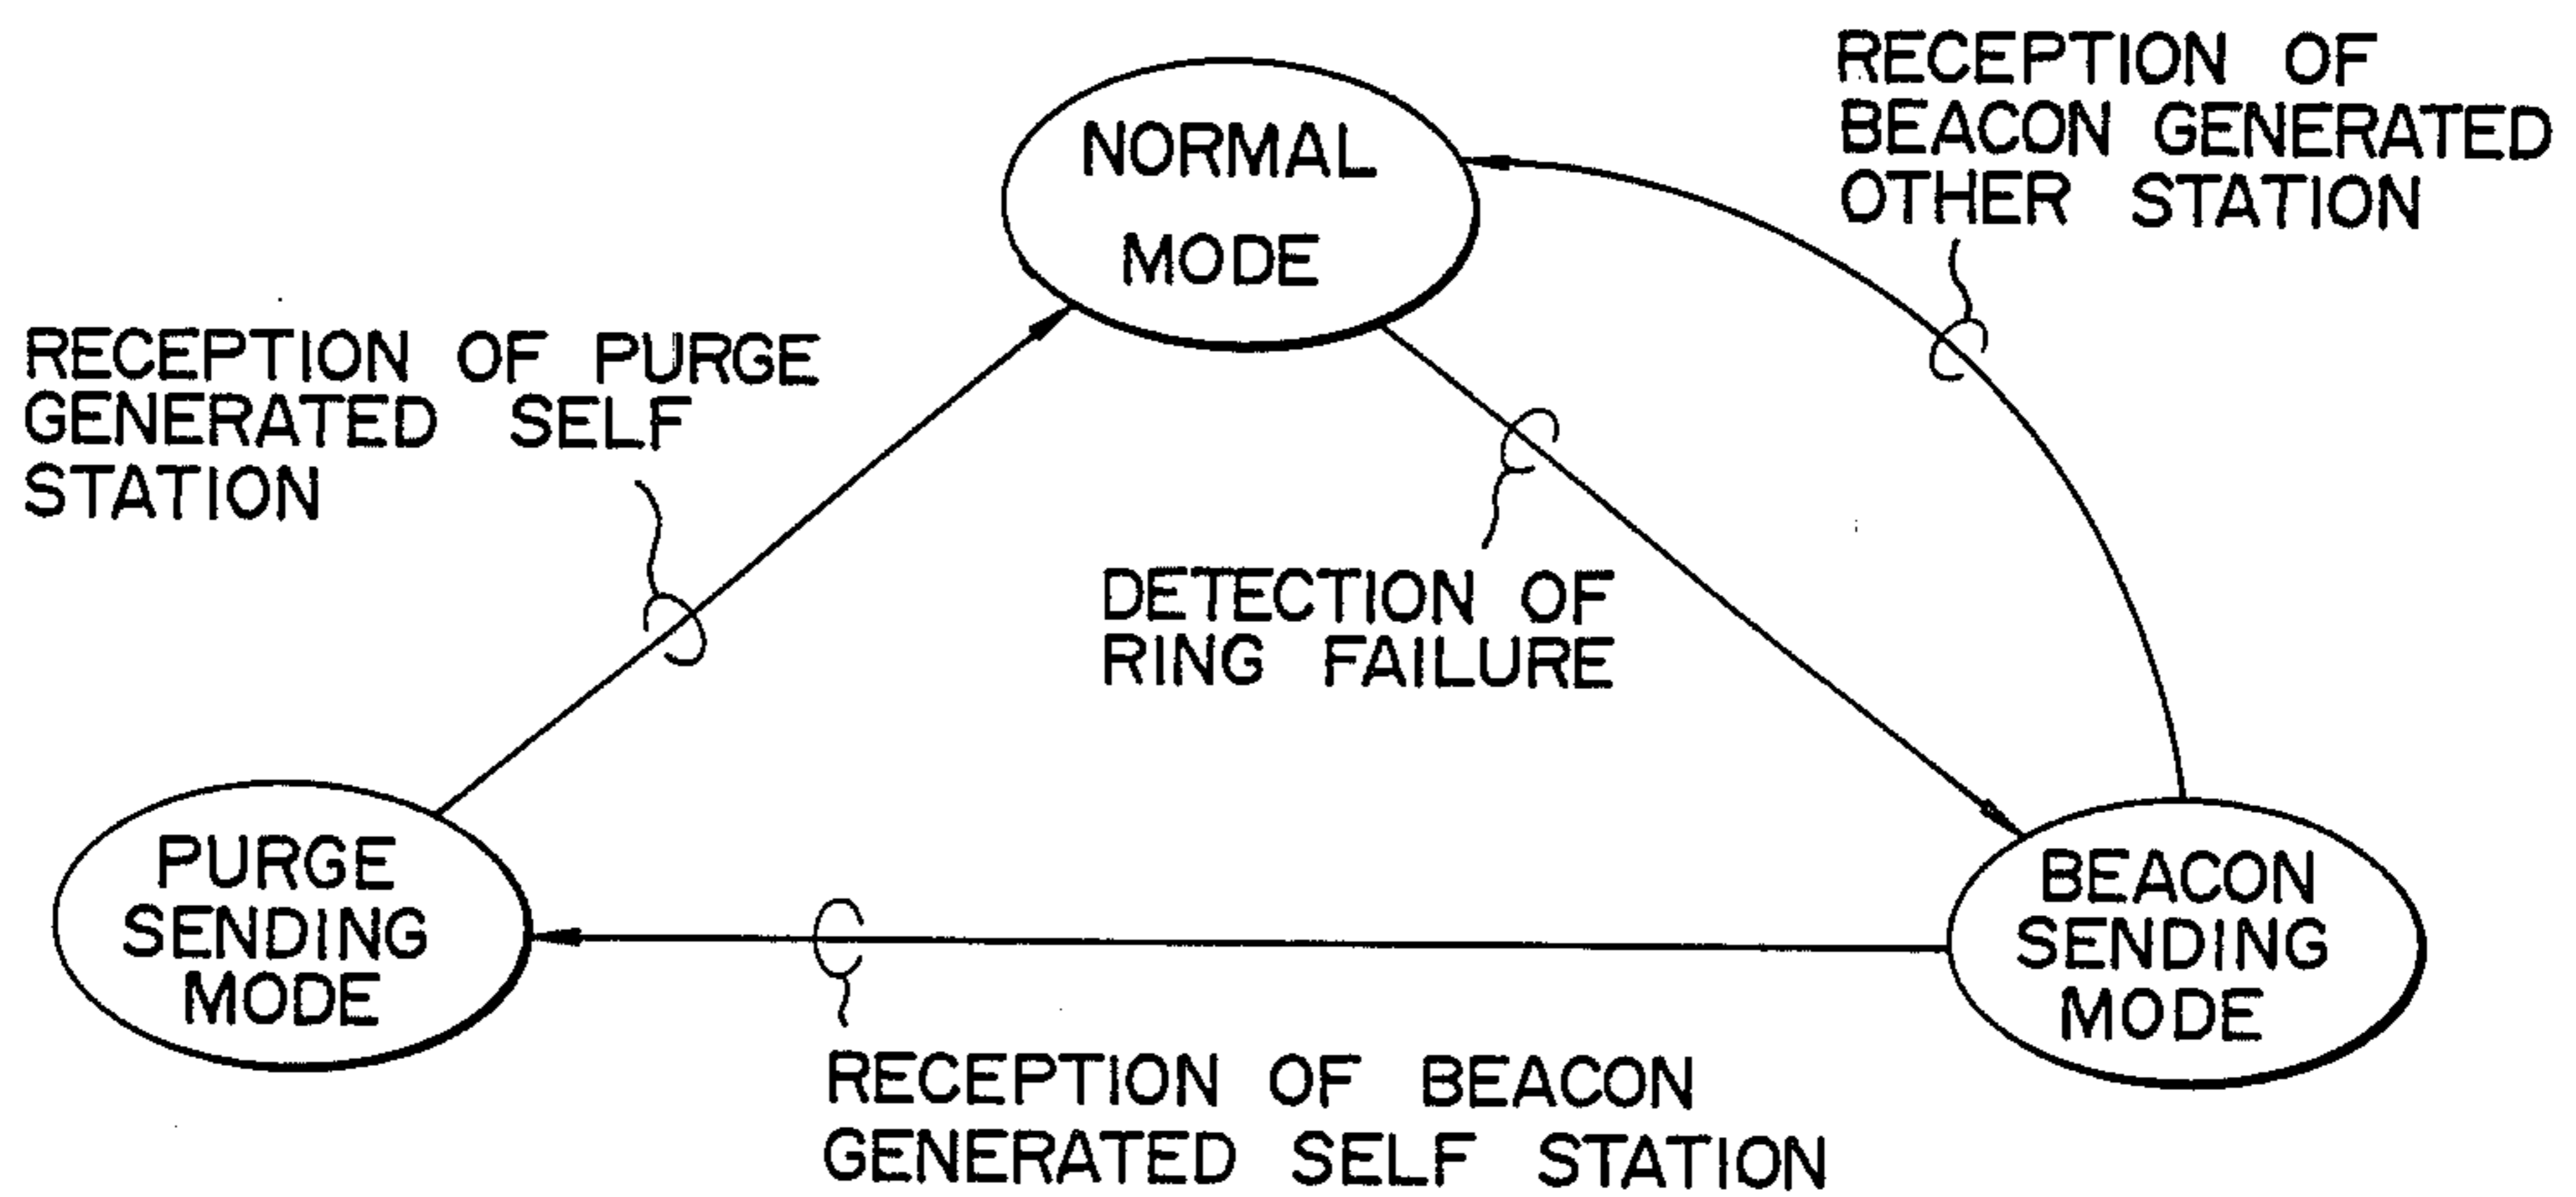 NORMAL
MODE
RECEPTION OF
BEACON GENERATED
OTHER STATION
RECEPTION OF PURGE
GENERATED SELF
STATION
DETECTION OF
RING FAILURE
PURGE
SENDING
MODE
BEACON
SENDING
MODE
RECEPTION OF BEACON
GENERATED SELF STATION